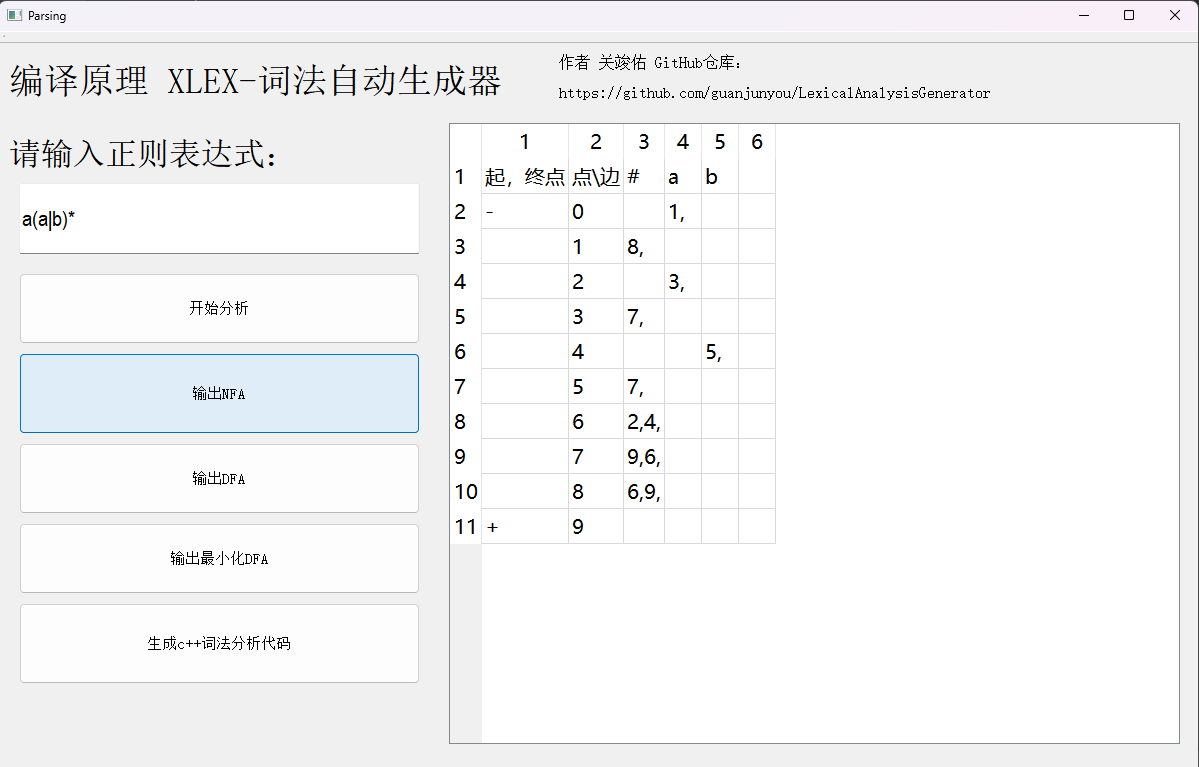 Parsing
编译原理 XLEX-词法自动生成器
作者 关竣佑 GitHub仓库:
https://github.com/guanjunyou/LexicalAnalysisGenerator
请输入正则表达式:
a(a|b)*
开始分析
输出NFA
输出DFA
输出最小化DFA
生成c++词法分析代码
1 2 3 4 5 6
1 起，终点 点\边 # a b
2 - 0 1,
3 1 8,
4 2 3,
5 3 7,
6 4 5,
7 5 7,
8 6 2,4,
9 7 9,6,
10 8 6,9,
11 + 9